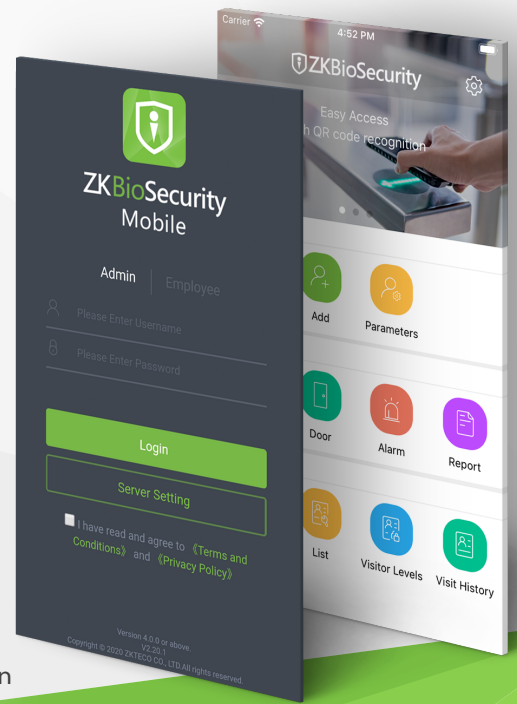 ZKBioSecurity
Mobile
Admin
Employee
Please Enter Username
Please Enter Password
Login
Server Setting
I have read and agree to 《Terms and
Conditions》 and 《Privacy Policy》
Version 4.0.0 or above.
V2.20.1
Copyright © 2020 ZKTECO CO., LTD.All rights reserved.
Carrier
4:52 PM
ZKBioSecurity
Easy Access
QR code recognition
Add
Parameters
Door
Alarm
Report
List
Visitor Levels
Visit History